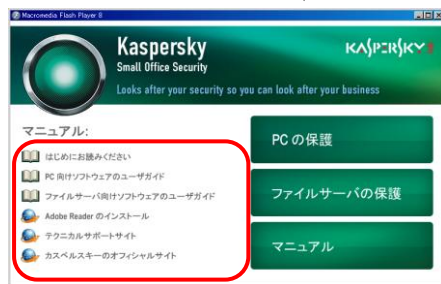 Macromedia Flash Player 8
Kaspersky
Small Office Security
Looks after your security so you can look after your business
KASPERSKY
マニュアル:
はじめにお読みください
PC 向けソフトウェアのユーザガイド
ファイルサーバ向けソフトウェアのユーザガイド
Adobe Reader のインストール
テクニカルサポートサイト
カスペルスキーのオフィシャルサイト
PC の保護
ファイルサーバの保護
マニュアル